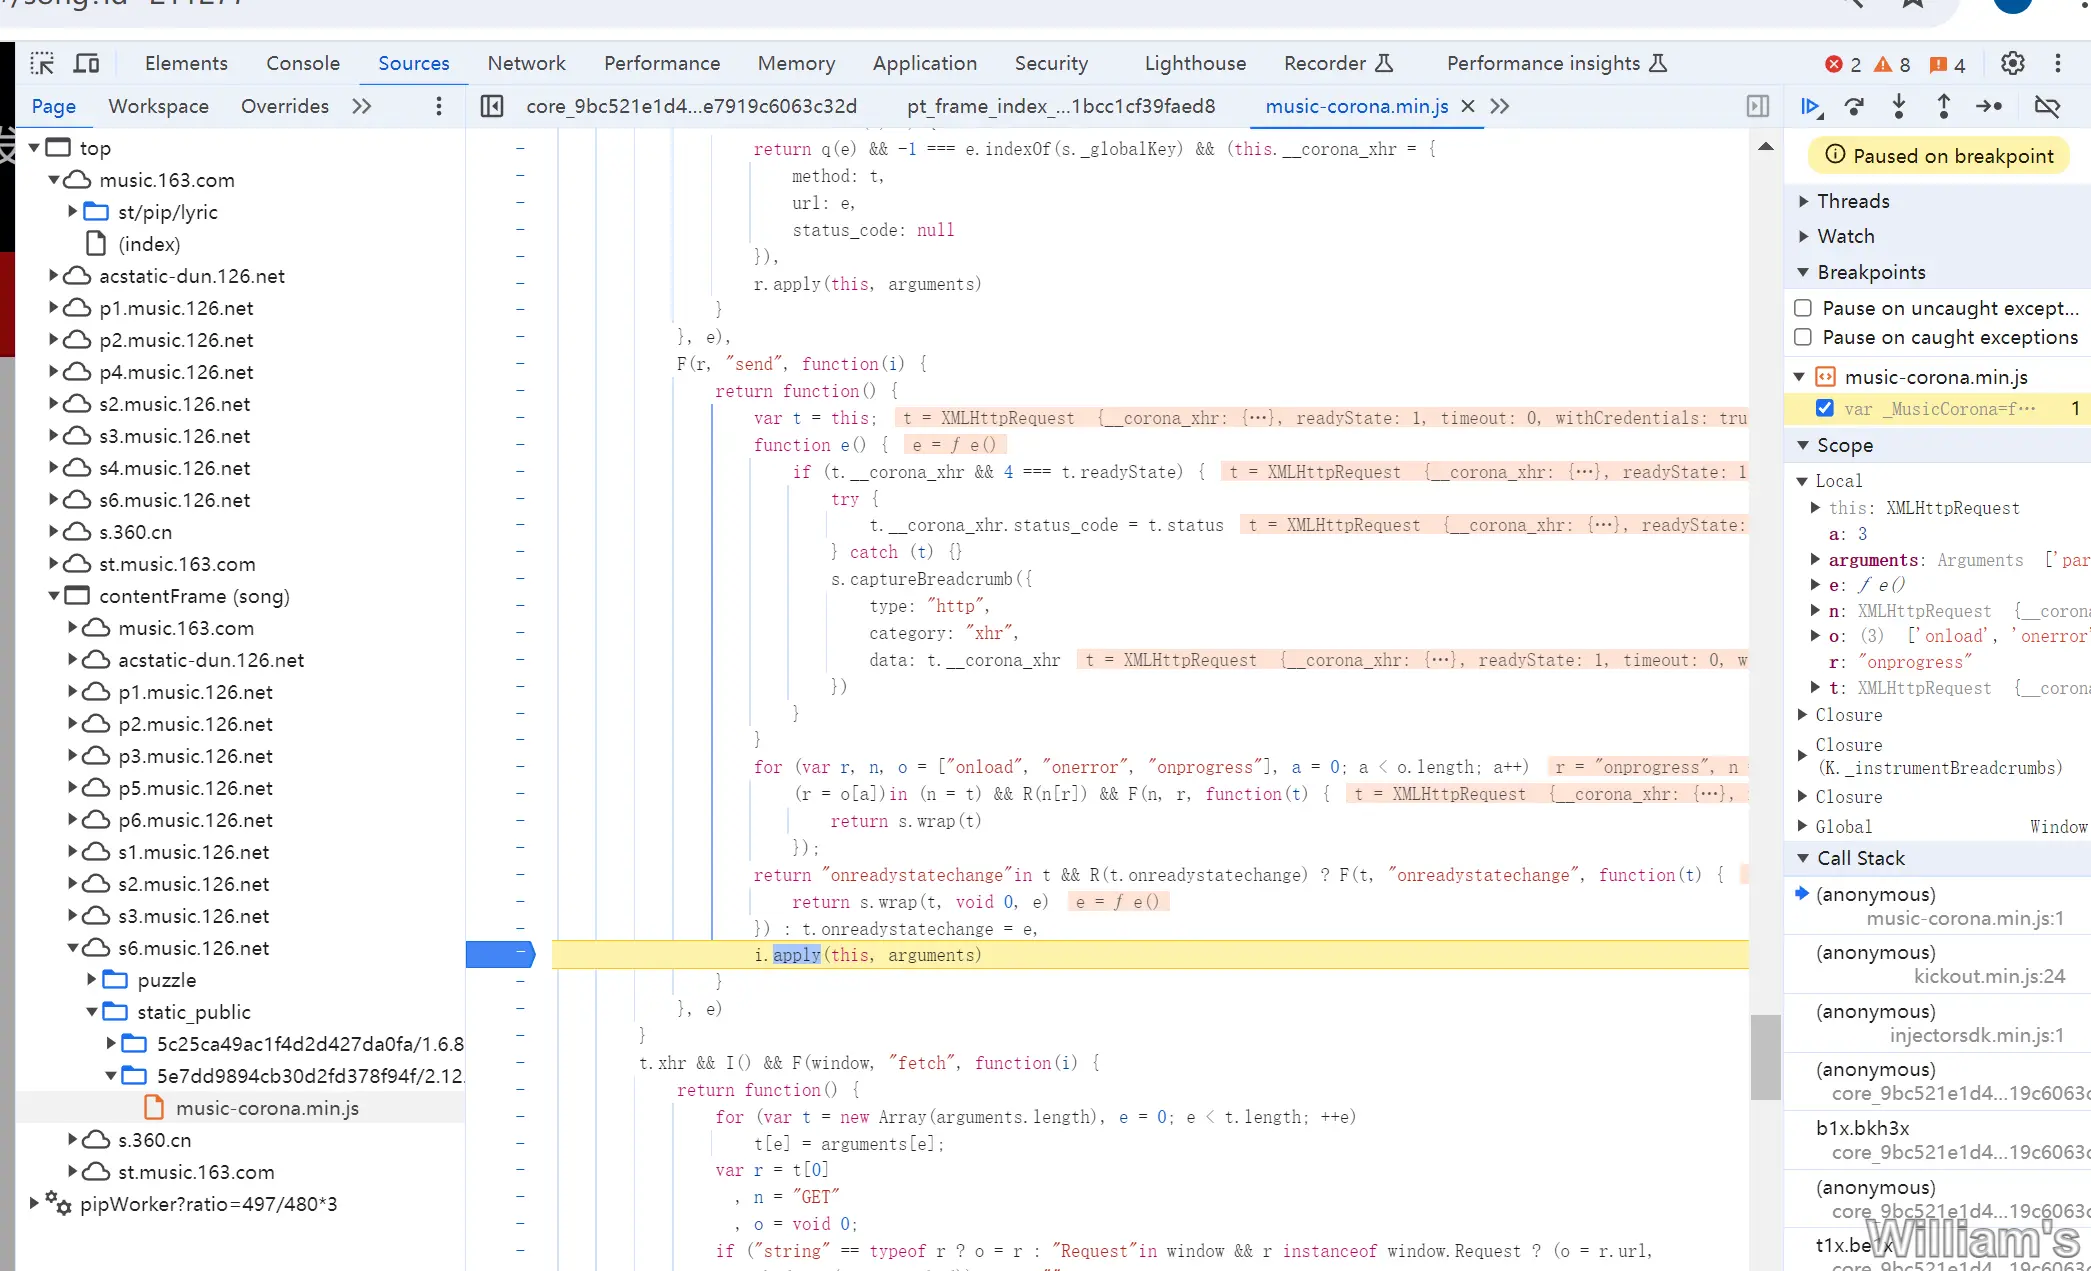 Elements Console Sources Network Performance Memory Application Security Lighthouse Recorder Performance insights 2 8 4
Page Workspace Overrides core_9bc521e1d4...e7919c6063c32d pt_frame_index_...1bcc1cf39faed8 music-corona.min.js
top
music.163.com
st/pip/lyric
(index)
acstatic-dun.126.net
p1.music.126.net
p2.music.126.net
p4.music.126.net
s2.music.126.net
s3.music.126.net
s4.music.126.net
s6.music.126.net
s.360.cn
st.music.163.com
contentFrame (song)
music.163.com
acstatic-dun.126.net
p1.music.126.net
p2.music.126.net
p3.music.126.net
p5.music.126.net
p6.music.126.net
s1.music.126.net
s2.music.126.net
s3.music.126.net
s6.music.126.net
puzzle
static_public
5c25ca49ac1f4d2d427da0fa/1.6.8
5e7dd9894cb30d2fd378f94f/2.12.
music-corona.min.js
s.360.cn
st.music.163.com
pipWorker?ratio=497/480*3
return q(e) && -1 === e.indexOf(s._globalKey) && (this.__corona_xhr = {
method: t,
url: e,
status_code: null
}),
r.apply(this, arguments)
}
}, e),
F(r, "send", function(i) {
return function() {
var t = this; t = XMLHttpRequest {__corona_xhr: {…}, readyState: 1, timeout: 0, withCredentials: tru
function e() { e = ƒ e()
if (t.__corona_xhr && 4 === t.readyState) { t = XMLHttpRequest {__corona_xhr: {…}, readyState: 1
try {
t.__corona_xhr.status_code = t.status t = XMLHttpRequest {__corona_xhr: {…}, readyState:
} catch (t) {}
s.captureBreadcrumb({
type: "http",
category: "xhr",
data: t.__corona_xhr t = XMLHttpRequest {__corona_xhr: {…}, readyState: 1, timeout: 0, w
})
}
}
for (var r, n, o = ["onload", "onerror", "onprogress"], a = 0; a < o.length; a++) r = "onprogress", n
(r = o[a])in (n = t) && R(n[r]) && F(n, r, function(t) { t = XMLHttpRequest {__corona_xhr: {…},
return s.wrap(t)
});
return "onreadystatechange"in t && R(t.onreadystatechange) ? F(t, "onreadystatechange", function(t) {
return s.wrap(t, void 0, e) e = ƒ e()
}) : t.onreadystatechange = e,
i.apply(this, arguments)
}
}, e)
}
t.xhr && I() && F(window, "fetch", function(i) {
return function() {
for (var t = new Array(arguments.length), e = 0; e < t.length; ++e)
t[e] = arguments[e];
var r = t[0]
, n = "GET"
, o = void 0;
if ("string" == typeof r ? o = r : "Request"in window && r instanceof window.Request ? (o = r.url,
Paused on breakpoint
Threads
Watch
Breakpoints
Pause on uncaught except...
Pause on caught exceptions
music-corona.min.js
var _MusicCorona=f… 1
Scope
Local
this: XMLHttpRequest
a: 3
arguments: Arguments ['par
e: ƒ e()
n: XMLHttpRequest {__corona
o: (3) ['onload', 'onerror'
r: "onprogress"
t: XMLHttpRequest {__corona
Closure
Closure
(K._instrumentBreadcrumbs)
Closure
Global Window
Call Stack
(anonymous)
music-corona.min.js:1
(anonymous)
kickout.min.js:24
(anonymous)
injectorsdk.min.js:1
(anonymous)
core_9bc521e1d4...19c6063c
b1x.bkh3x
core_9bc521e1d4...19c6063c
(anonymous)
core_9bc521e1d4...19c6063c
William's